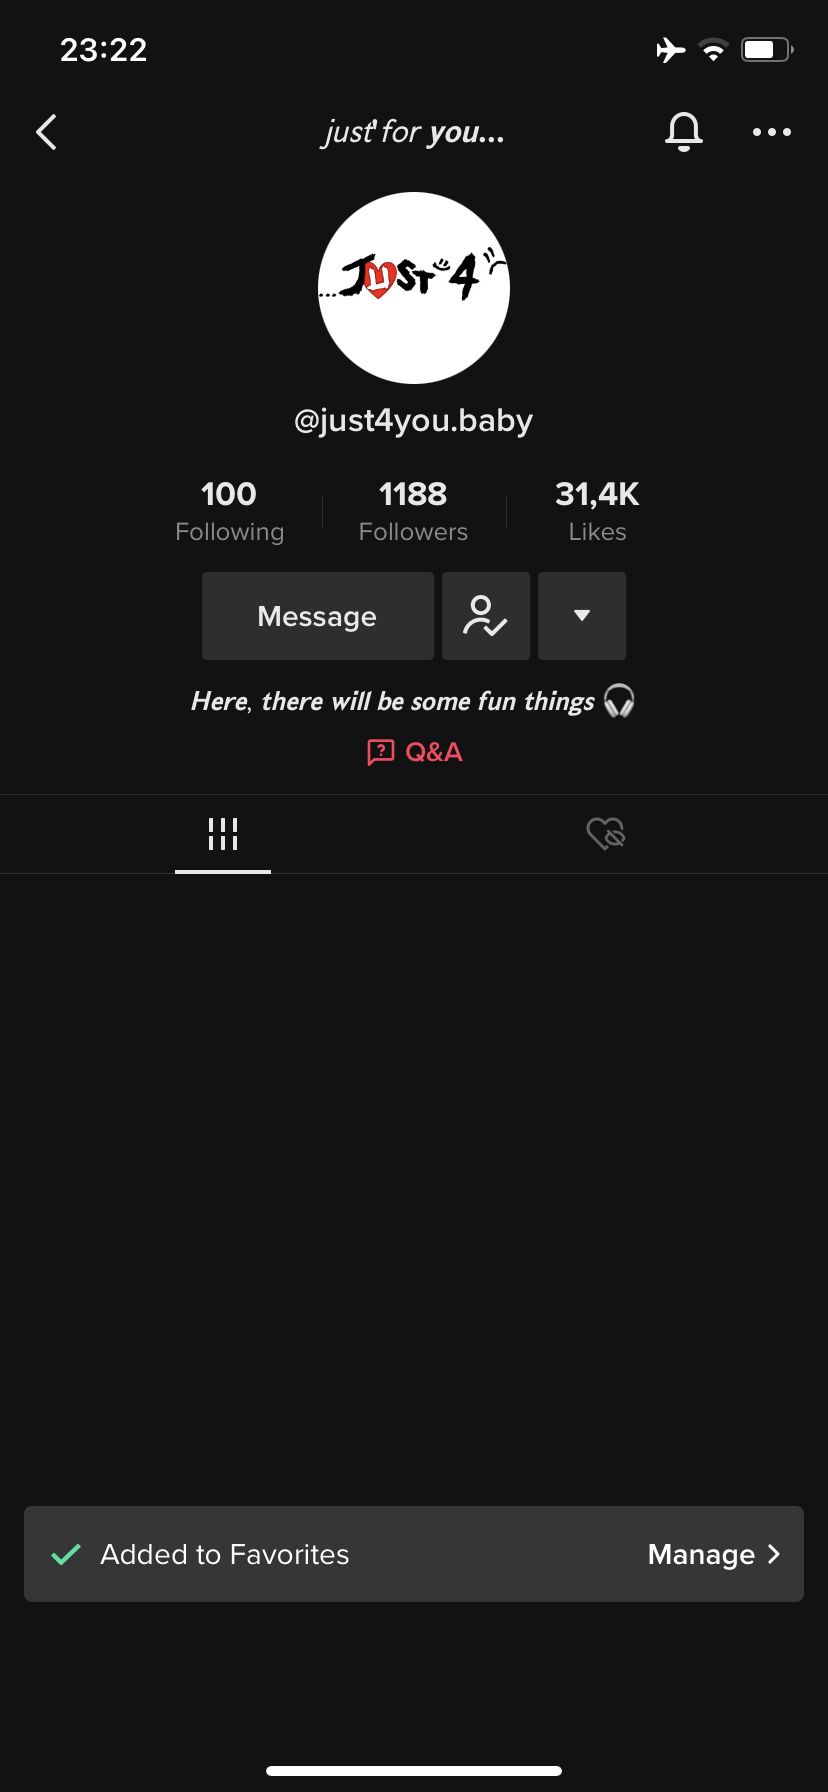 23:22
just' for you...
...JUST "4"
@just4you.baby
100
Following
1188
Followers
31,4K
Likes
Message
Here, there will be some fun things 🎧
Q&A
Added to Favorites
Manage